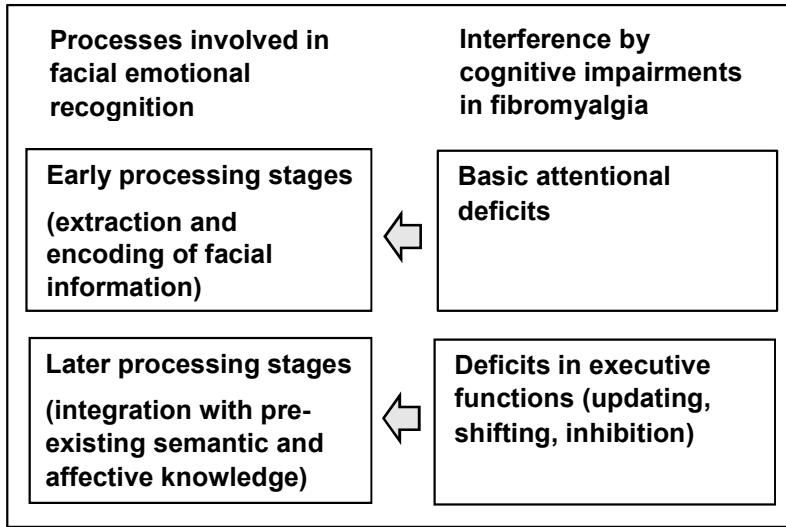 Processes involved in
facial emotional
recognition
Interference by
cognitive impairments
in fibromyalgia
Early processing stages
(extraction and
encoding of facial
information)
Basic attentional
deficits
Later processing stages
(integration with pre-
existing semantic and
affective knowledge)
Deficits in executive
functions (updating,
shifting, inhibition)